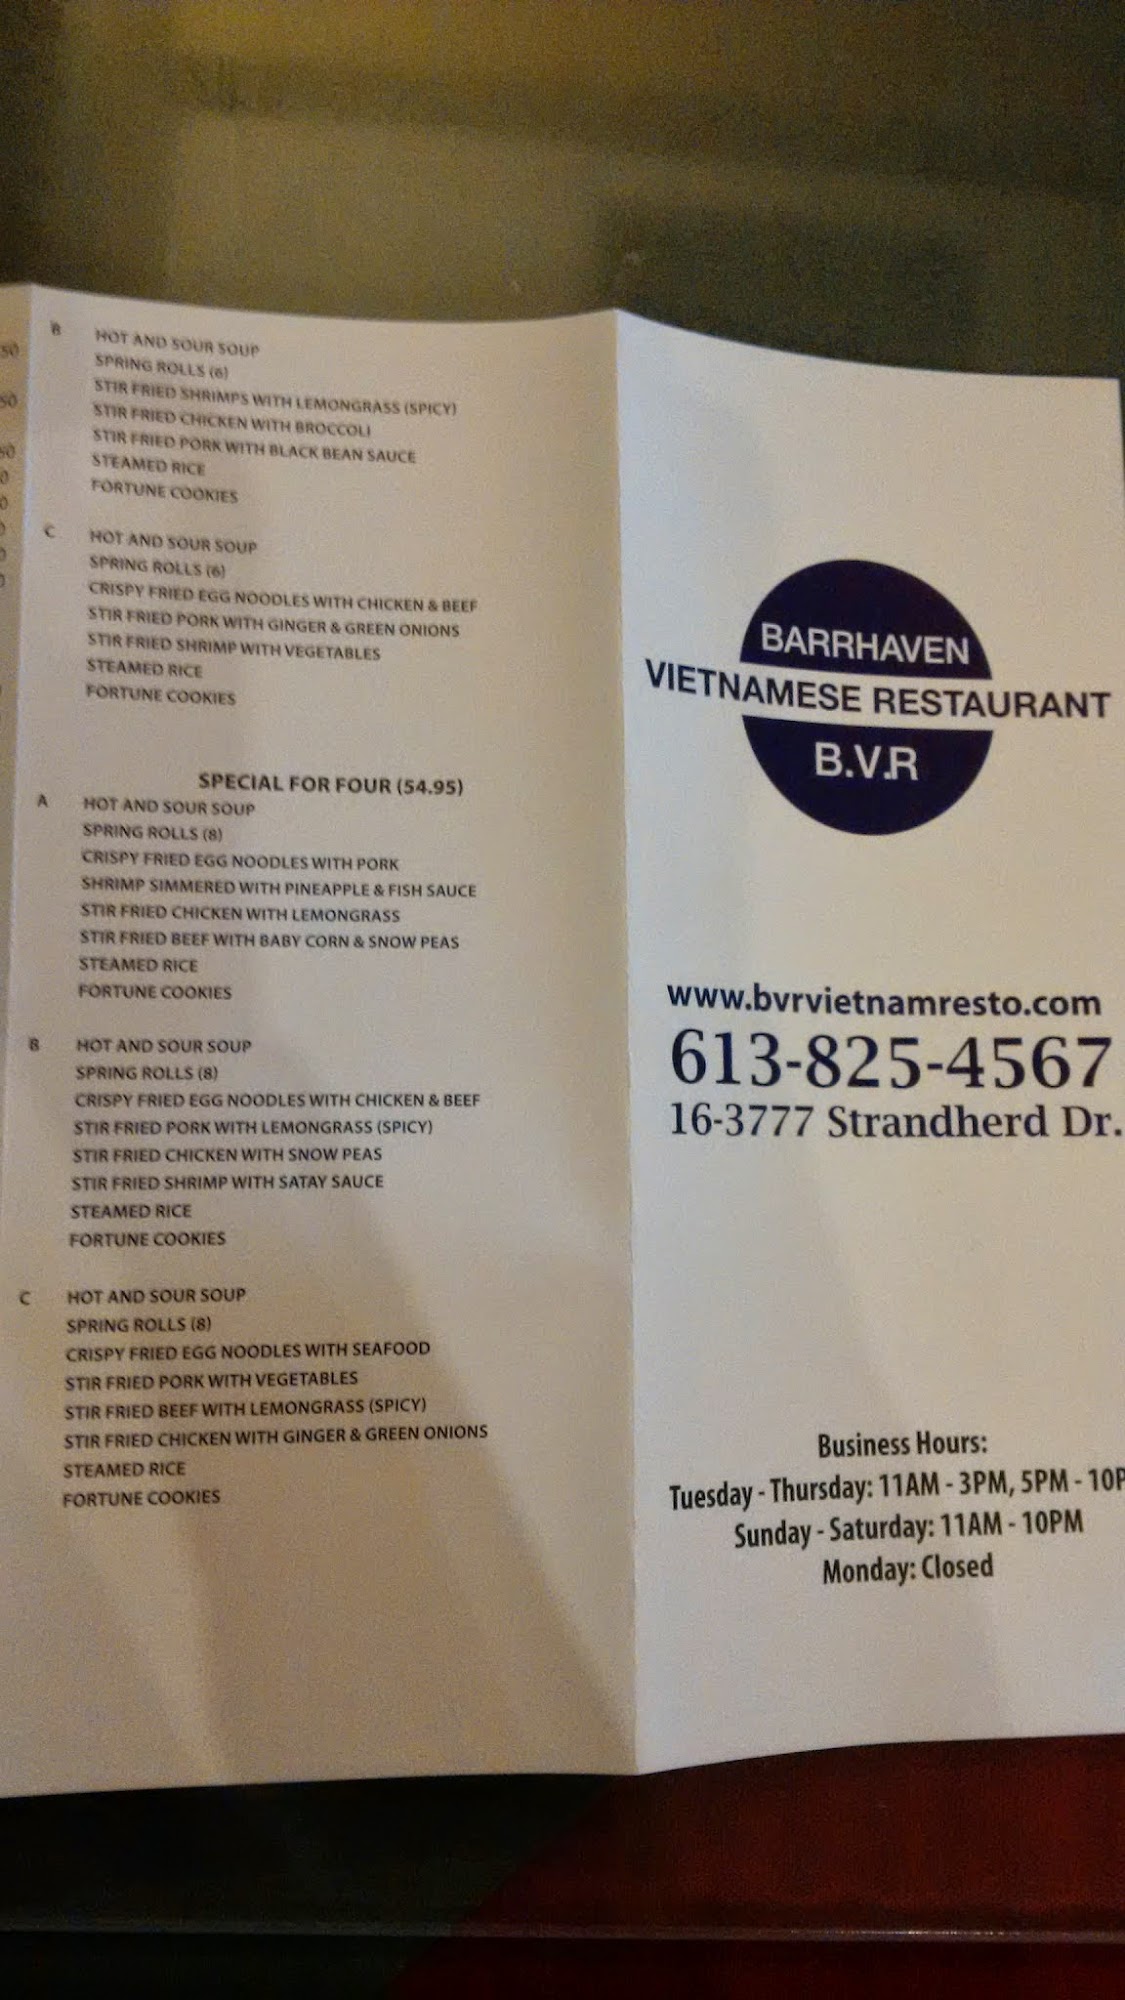 50
50
50
0
0
0
0
0
B
HOT AND SOUR SOUP
SPRING ROLLS (6)
STIR FRIED SHRIMPS WITH LEMONGRASS (SPICY)
STIR FRIED CHICKEN WITH BROCCOLI
STIR FRIED PORK WITH BLACK BEAN SAUCE
STEAMED RICE
FORTUNE COOKIES
C
HOT AND SOUR SOUP
SPRING ROLLS (6)
CRISPY FRIED EGG NOODLES WITH CHICKEN & BEEF
STIR FRIED PORK WITH GINGER & GREEN ONIONS
STIR FRIED SHRIMP WITH VEGETABLES
STEAMED RICE
FORTUNE COOKIES
SPECIAL FOR FOUR (54.95)
A
HOT AND SOUR SOUP
SPRING ROLLS (8)
CRISPY FRIED EGG NOODLES WITH PORK
SHRIMP SIMMERED WITH PINEAPPLE & FISH SAUCE
STIR FRIED CHICKEN WITH LEMONGRASS
STIR FRIED BEEF WITH BABY CORN & SNOW PEAS
STEAMED RICE
FORTUNE COOKIES
B
HOT AND SOUR SOUP
SPRING ROLLS (8)
CRISPY FRIED EGG NOODLES WITH CHICKEN & BEEF
STIR FRIED PORK WITH LEMONGRASS (SPICY)
STIR FRIED CHICKEN WITH SNOW PEAS
STIR FRIED SHRIMP WITH SATAY SAUCE
STEAMED RICE
FORTUNE COOKIES
C
HOT AND SOUR SOUP
SPRING ROLLS (8)
CRISPY FRIED EGG NOODLES WITH SEAFOOD
STIR FRIED PORK WITH VEGETABLES
STIR FRIED BEEF WITH LEMONGRASS (SPICY)
STIR FRIED CHICKEN WITH GINGER & GREEN ONIONS
STEAMED RICE
FORTUNE COOKIES
BARRHAVEN
VIETNAMESE RESTAURANT
B.V.R
www.bvrvietnamresto.com
613-825-4567
16-3777 Strandherd Dr.
Business Hours:
Tuesday - Thursday: 11AM - 3PM, 5PM - 10P
Sunday - Saturday: 11AM - 10PM
Monday: Closed